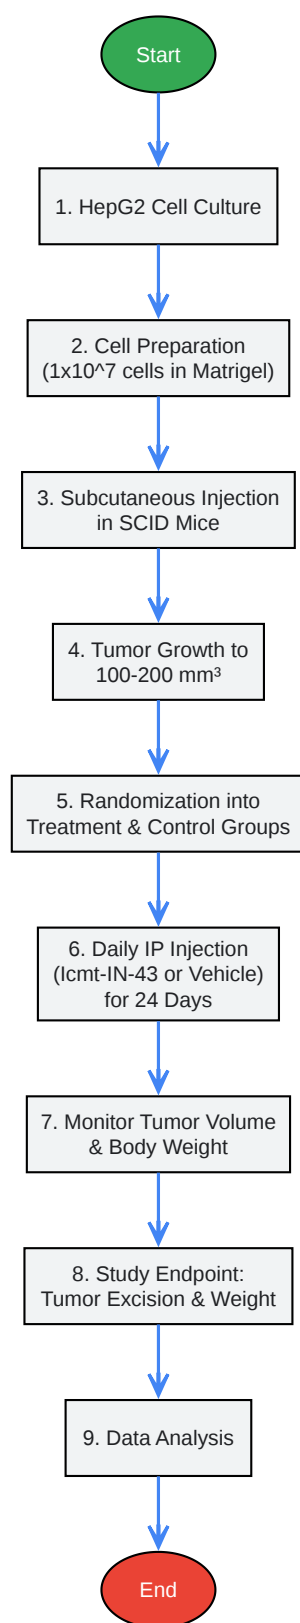 Start
1. HepG2 Cell Culture
2. Cell Preparation
(1x10^7 cells in Matrigel)
3. Subcutaneous Injection
in SCID Mice
4. Tumor Growth to
100-200 mm³
5. Randomization into
Treatment & Control Groups
6. Daily IP Injection
(Icmt-IN-43 or Vehicle)
for 24 Days
7. Monitor Tumor Volume
& Body Weight
8. Study Endpoint:
Tumor Excision & Weight
9. Data Analysis
End